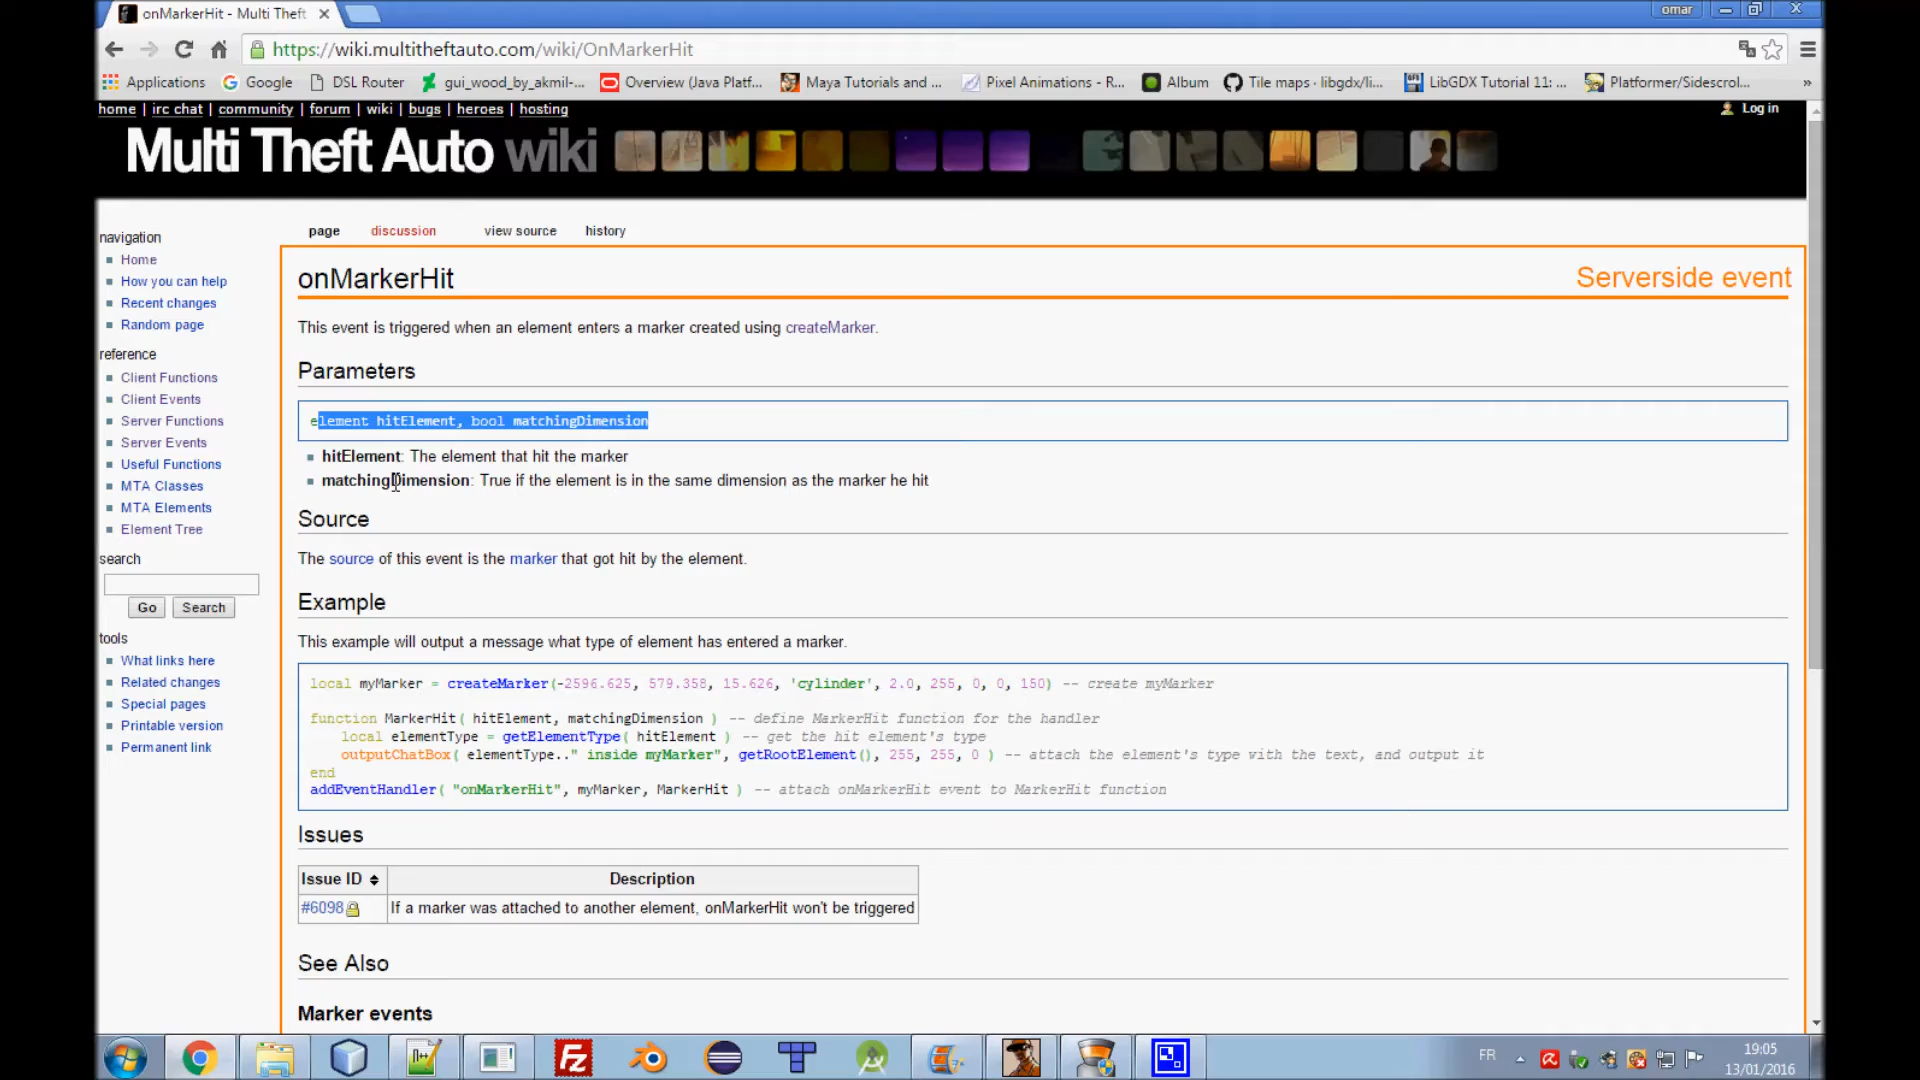 onMarkerHit - Multi Theft
omar
https://wiki.multitheftauto.com/wiki/OnMarkerHit
Applications
Google
DSL Router
gui_wood_by_akmil-...
Overview (Java Platf...
Maya Tutorials and ...
Pixel Animations - R...
Album
Tile maps · libgdx/li...
LibGDX Tutorial 11: ...
Platformer/Sidescrol...
»
home | irc chat | community | forum | wiki | bugs | heroes | hosting
Log in
Multi Theft Auto wiki
page discussion view source history
navigation
Home
How you can help
Recent changes
Random page
reference
Client Functions
Client Events
Server Functions
Server Events
Useful Functions
MTA Classes
MTA Elements
Element Tree
search
Go Search
tools
What links here
Related changes
Special pages
Printable version
Permanent link
onMarkerHit
Serverside event
This event is triggered when an element enters a marker created using createMarker.
Parameters
element hitElement, bool matchingDimension
hitElement: The element that hit the marker
matchingDimension: True if the element is in the same dimension as the marker he hit
Source
The source of this event is the marker that got hit by the element.
Example
This example will output a message what type of element has entered a marker.
local myMarker = createMarker(-2596.625, 579.358, 15.626, 'cylinder', 2.0, 255, 0, 0, 150) -- create myMarker
function MarkerHit( hitElement, matchingDimension ) -- define MarkerHit function for the handler
local elementType = getElementType( hitElement ) -- get the hit element's type
outputChatBox( elementType.." inside myMarker", getRootElement(), 255, 255, 0 ) -- attach the element's type with the text, and output it
end
addEventHandler( "onMarkerHit", myMarker, MarkerHit ) -- attach onMarkerHit event to MarkerHit function
Issues
Issue ID Description
#6098 If a marker was attached to another element, onMarkerHit won't be triggered
See Also
Marker events
FR
19:05
13/01/2016